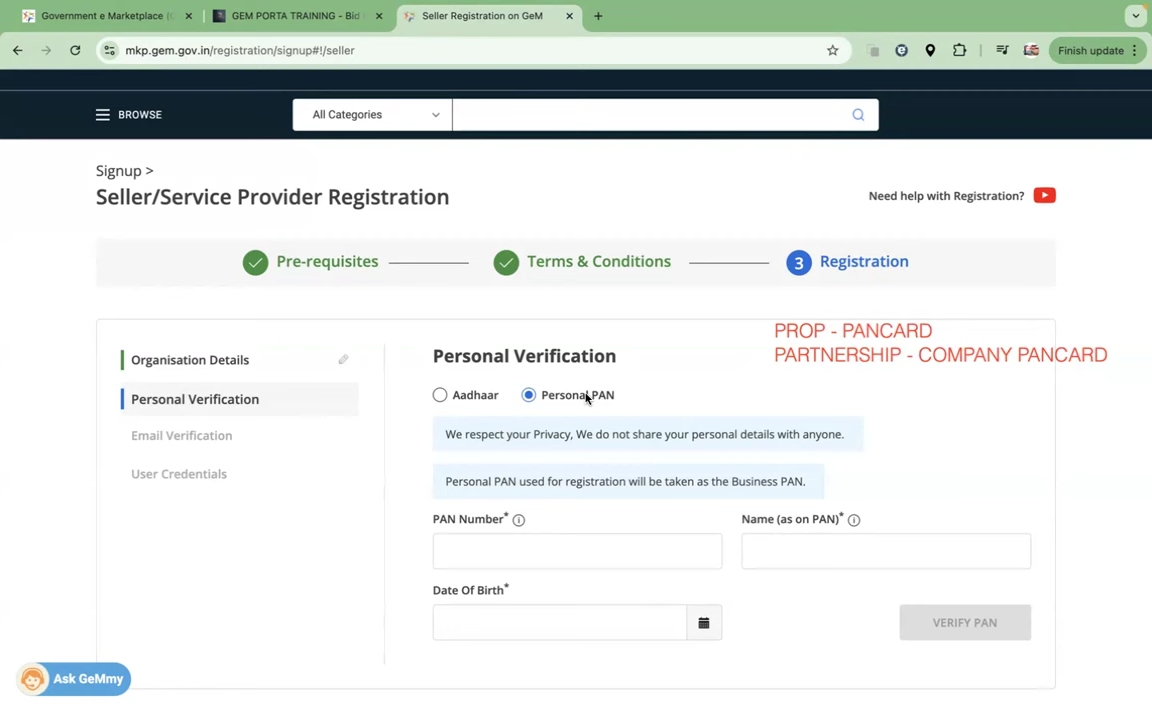 Government e Marketplace (
GEM PORTA TRAINING - Bid
Seller Registration on GeM
mkp.gem.gov.in/registration/signup#!/seller
Finish update
BROWSE
All Categories
Signup >
Seller/Service Provider Registration
Need help with Registration?
Pre-requisites
Terms & Conditions
3 Registration
PROP - PANCARD
PARTNERSHIP - COMPANY PANCARD
Organisation Details
Personal Verification
Email Verification
User Credentials
Personal Verification
Aadhaar
Personal PAN
We respect your Privacy, We do not share your personal details with anyone.
Personal PAN used for registration will be taken as the Business PAN.
PAN Number*
Name (as on PAN)*
Date Of Birth*
VERIFY PAN
Ask GeMmy